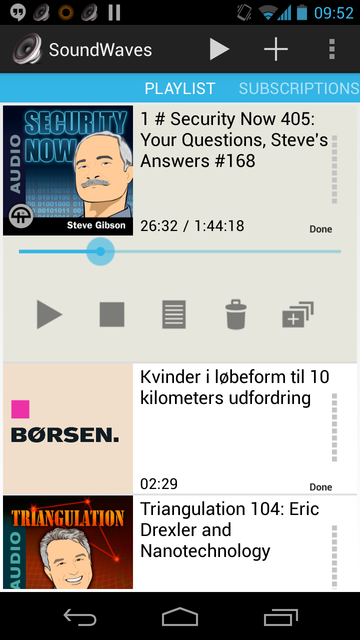 09:52
SoundWaves
PLAYLIST SUBSCRIPTIONS
AUDIO
SECURITY
NOW
Steve Gibson
1 # Security Now 405:
Your Questions, Steve's
Answers #168
26:32 / 1:44:18
Done
BØRSEN.
Kvinder i løbeform til 10
kilometers udfordring
02:29
Done
TRIANGULATION
AUDIO
Triangulation 104: Eric
Drexler and
Nanotechnology